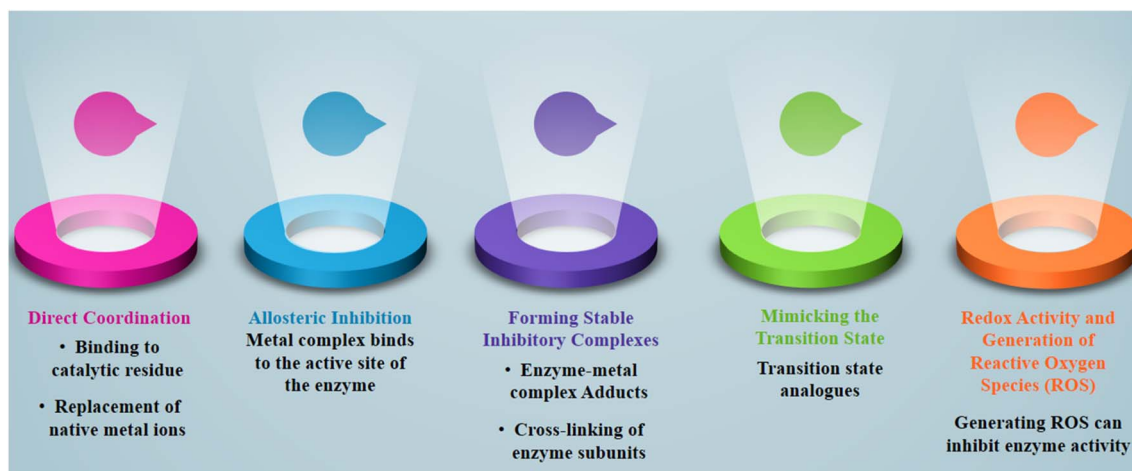 Direct Coordination
• Binding to
catalytic residue
• Replacement of
native metal ions
Allosteric Inhibition
Metal complex binds
to the active site of
the enzyme
Forming Stable
Inhibitory Complexes
• Enzyme-metal
complex Adducts
• Cross-linking of
enzyme subunits
Mimicking the
Transition State
Transition state
analogues
Redox Activity and
Generation of
Reactive Oxygen
Species (ROS)
Generating ROS can
inhibit enzyme activity